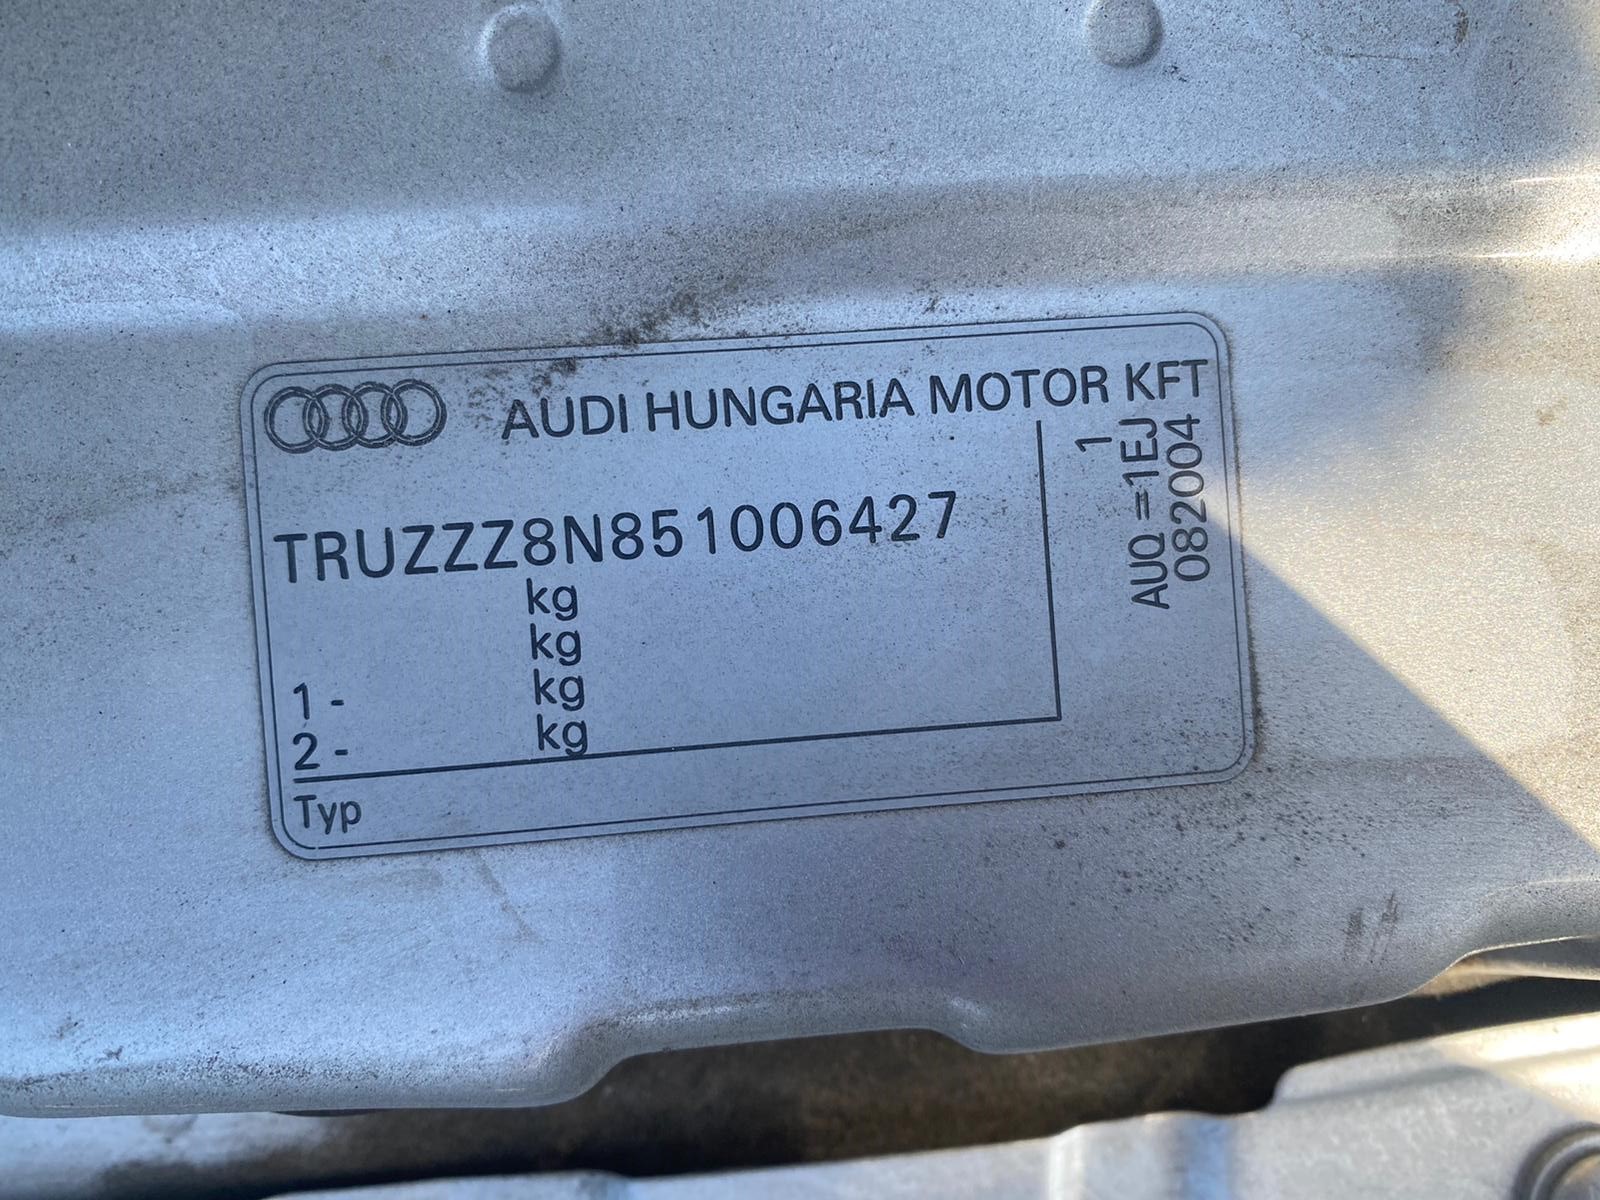 AUDI HUNGARIA MOTOR KFT
TRUZZZ8N851006427
kg
kg
1 - kg
2 - kg
Typ
1
AUQ =1EJ
082004